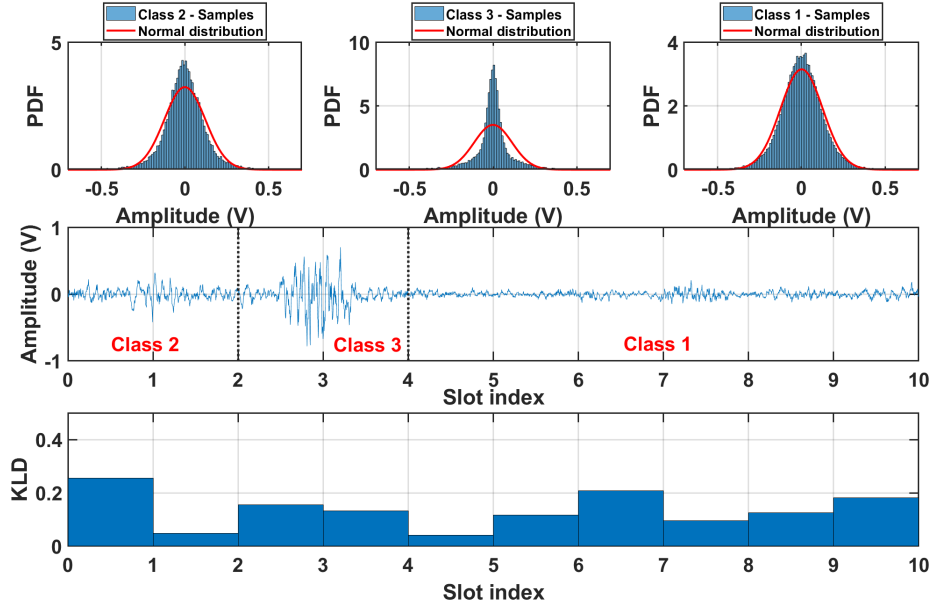 Class 2 - Samples
Normal distribution
5
0
PDF
-0.5 0 0.5
Amplitude (V)
Class 3 - Samples
Normal distribution
10
5
0
PDF
-0.5 0 0.5
Amplitude (V)
Class 1 - Samples
Normal distribution
4
2
0
PDF
-0.5 0 0.5
Amplitude (V)
1
0
-1
Amplitude (V)
Class 2
Class 3
Class 1
0 1 2 3 4 5 6 7 8 9 10
Slot index
0.4
0.2
0
KLD
0 1 2 3 4 5 6 7 8 9 10
Slot index